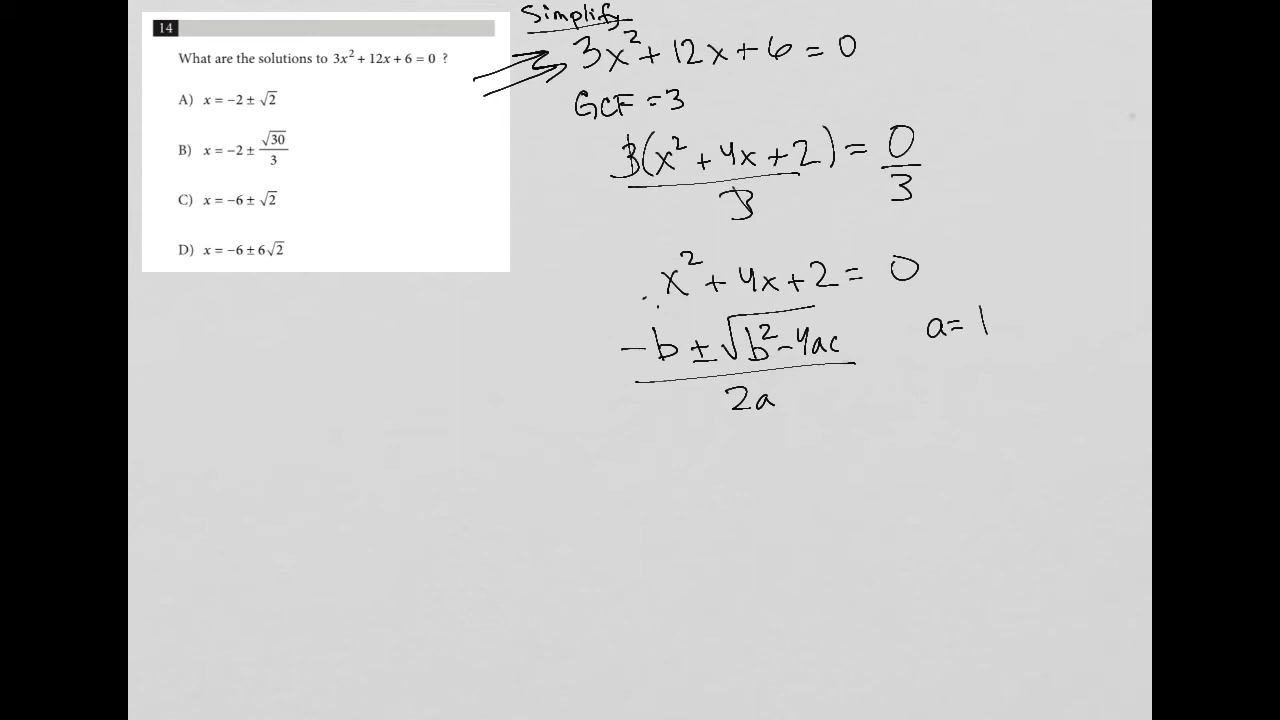 14
What are the solutions to 3x² + 12x + 6 = 0 ?
A) x = −2 ± √2
B) x = −2 ± √30/3
C) x = −6 ± √2
D) x = −6 ± 6√2
Simplify
3x² + 12x + 6 = 0
GCF = 3
3(x² + 4x + 2)/3 = 0/3
x² + 4x + 2 = 0
−b ± √b² − 4ac
2a
a = 1